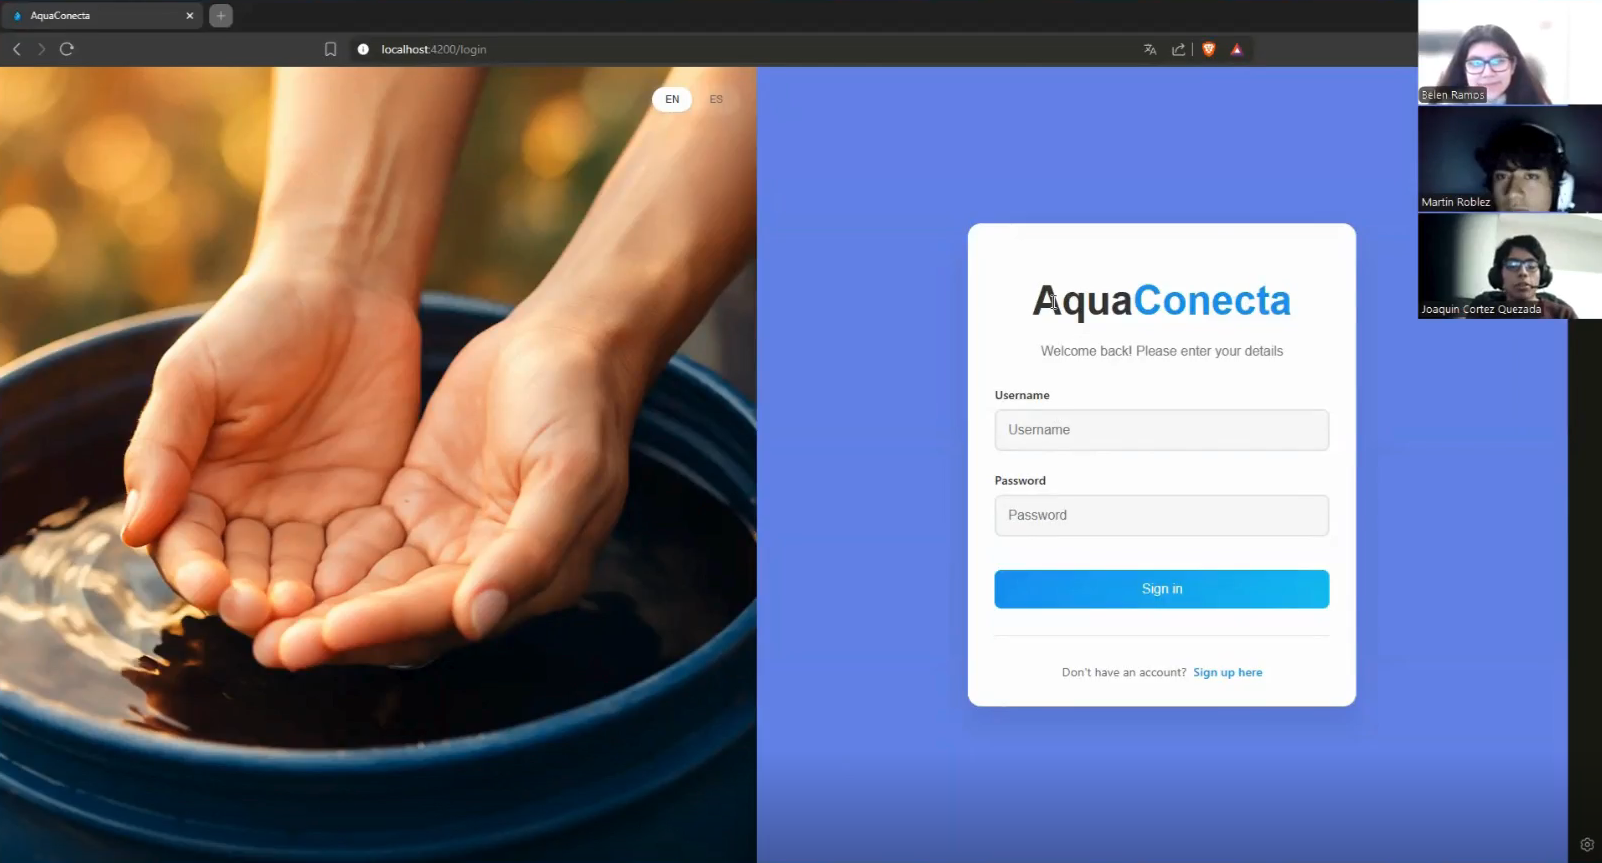 AquaConecta
localhost:4200/login
EN ES
AquaConecta
Welcome back! Please enter your details
Username
Username
Password
Password
Sign in
Don't have an account? Sign up here
Belen Ramos
Martin Roblez
Joaquin Cortez Quezada